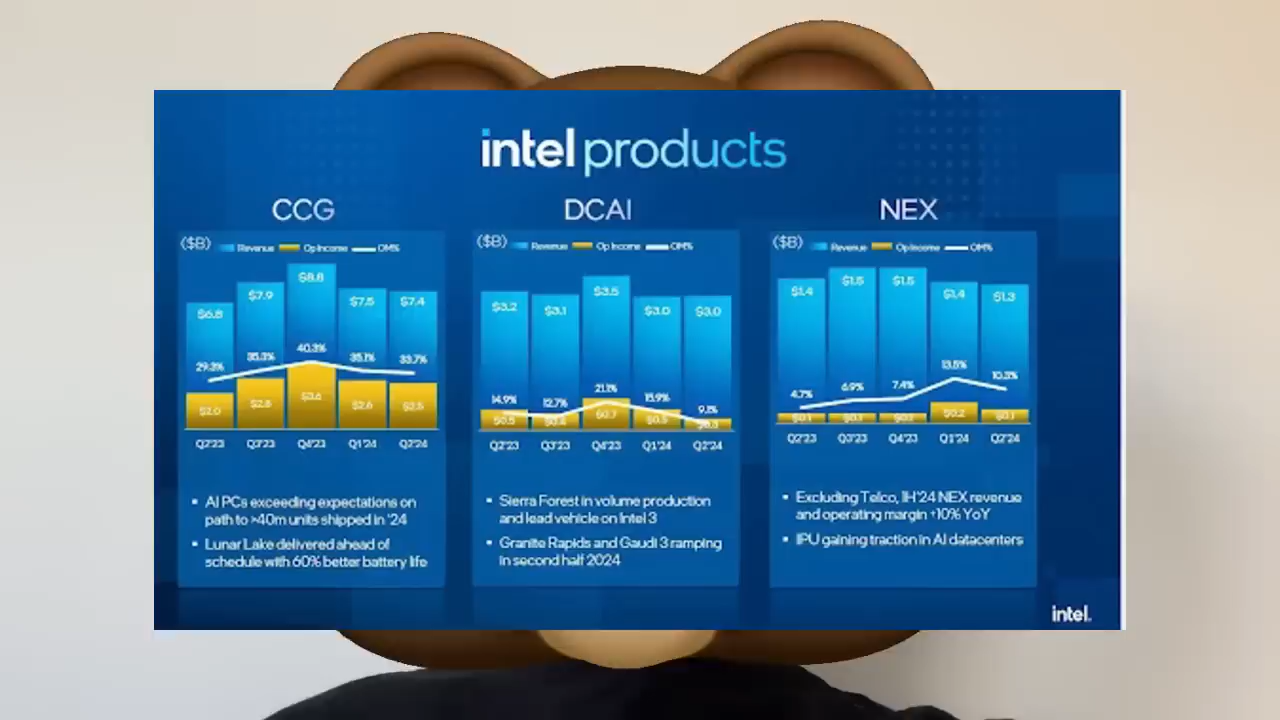 intel products
CCG
($B) Revenue Op Income OM%
$6.8 $7.9 $8.8 $7.5 $7.4
29.3% 35.3% 40.3% 35.1% 33.7%
$2.0 $2.8 $3.6 $2.6 $2.5
Q2'23 Q3'23 Q4'23 Q1'24 Q2'24
▪ AI PCs exceeding expectations on
path to >40m units shipped in '24
▪ Lunar Lake delivered ahead of
schedule with 60% better battery life
DCAI
($B) Revenue Op Income OM%
$3.2 $3.1 $3.5 $3.0 $3.0
14.9% 12.7% 21.1% 15.9% 9.1%
$0.5 $0.4 $0.7 $0.5 $0.3
Q2'23 Q3'23 Q4'23 Q1'24 Q2'24
▪ Sierra Forest in volume production
and lead vehicle on Intel 3
▪ Granite Rapids and Gaudi 3 ramping
in second half 2024
NEX
($B) Revenue Op Income OM%
$1.4 $1.5 $1.5 $1.4 $1.3
4.7% 6.9% 7.4% 13.5% 10.3%
$0.1 $0.1 $0.1 $0.2 $0.1
Q2'23 Q3'23 Q4'23 Q1'24 Q2'24
▪ Excluding Telco, 1H'24 NEX revenue
and operating margin +10% YoY
▪ IPU gaining traction in AI datacenters
intel.